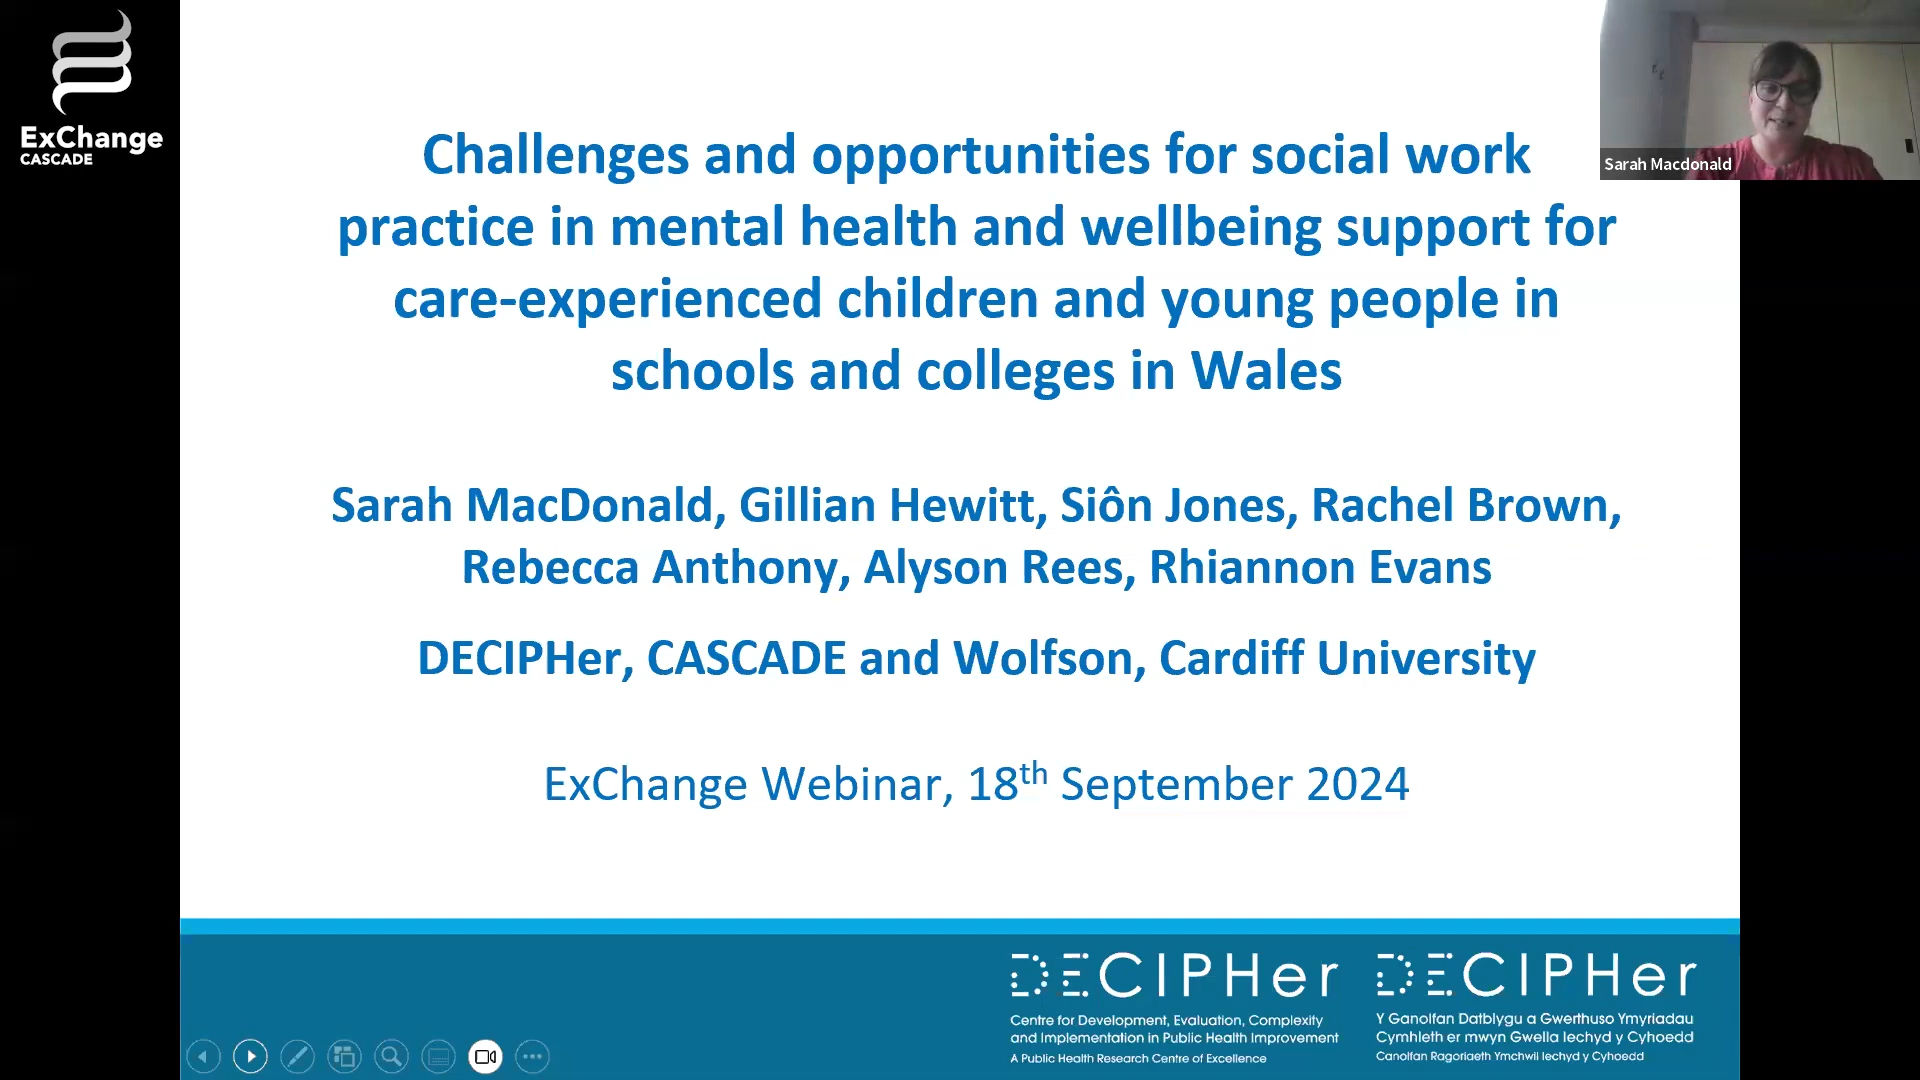 ExChange
CASCADE
Challenges and opportunities for social work
practice in mental health and wellbeing support for
care-experienced children and young people in
schools and colleges in Wales
Sarah Macdonald
Sarah MacDonald, Gillian Hewitt, Siôn Jones, Rachel Brown,
Rebecca Anthony, Alyson Rees, Rhiannon Evans
DECIPHer, CASCADE and Wolfson, Cardiff University
ExChange Webinar, 18th September 2024
DECIPHer
Centre for Development, Evaluation, Complexity
and Implementation in Public Health Improvement
A Public Health Research Centre of Excellence
DECIPHer
Y Ganolfan Datblygu a Gwerthuso Ymyriadau
Cymhleth er mwyn Gwella Iechyd y Cyhoedd
Canolfan Ragoriaeth Ymchwil Iechyd y Cyhoedd